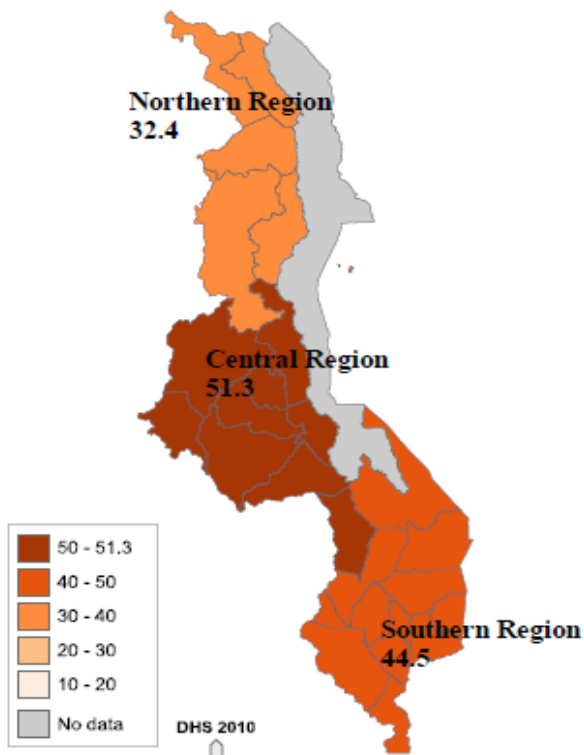 Northern Region
32.4
Central Region
51.3
50 - 51.3
40 - 50
30 - 40
20 - 30
10 - 20
No data
Southern Region
44.5
DHS 2010